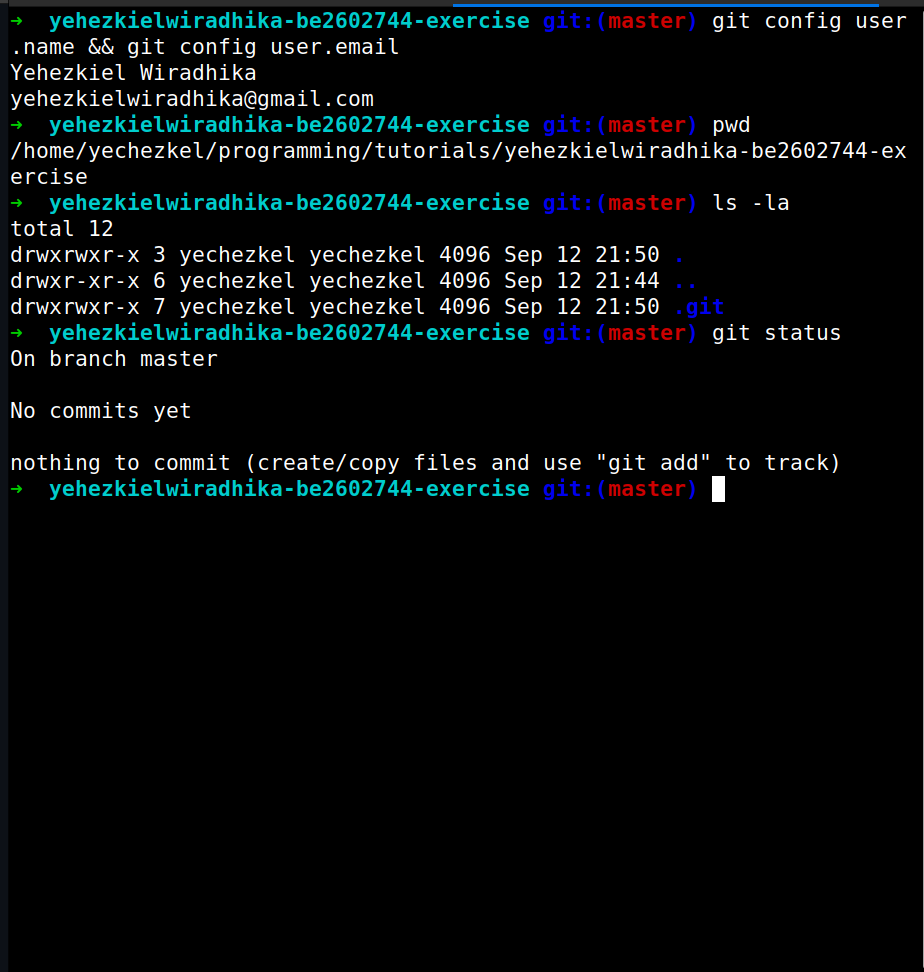 ➜  yehezkielwiradhika-be2602744-exercise git:(master) git config user
.name && git config user.email
Yehezkiel Wiradhika
yehezkielwiradhika@gmail.com
➜  yehezkielwiradhika-be2602744-exercise git:(master) pwd
/home/yechezkel/programming/tutorials/yehezkielwiradhika-be2602744-ex
ercise
➜  yehezkielwiradhika-be2602744-exercise git:(master) ls -la
total 12
drwxrwxr-x 3 yechezkel yechezkel 4096 Sep 12 21:50 .
drwxr-xr-x 6 yechezkel yechezkel 4096 Sep 12 21:44 ..
drwxrwxr-x 7 yechezkel yechezkel 4096 Sep 12 21:50 .git
➜  yehezkielwiradhika-be2602744-exercise git:(master) git status
On branch master
No commits yet
nothing to commit (create/copy files and use "git add" to track)
➜  yehezkielwiradhika-be2602744-exercise git:(master)